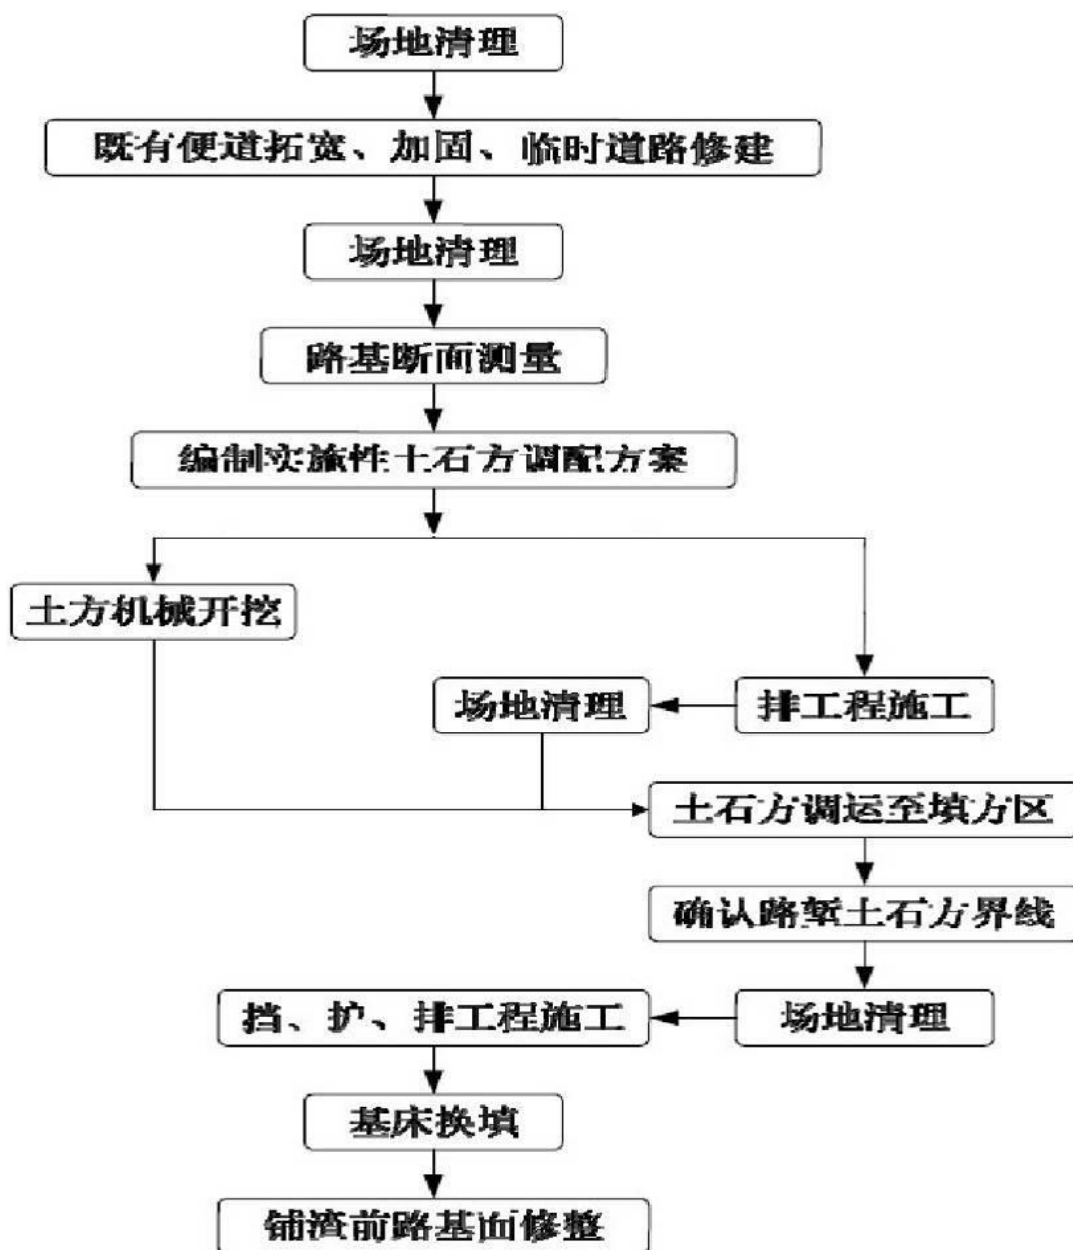 场地清理
既有便道拓宽、加固、临时道路修建
场地清理
路基断面测量
编制实施性土石方调配方案
土方机械开挖
场地清理
排工程施工
土石方调运至填方区
确认路堑土石方界线
挡、护、排工程施工
场地清理
基床换填
铺渣前路基面修整